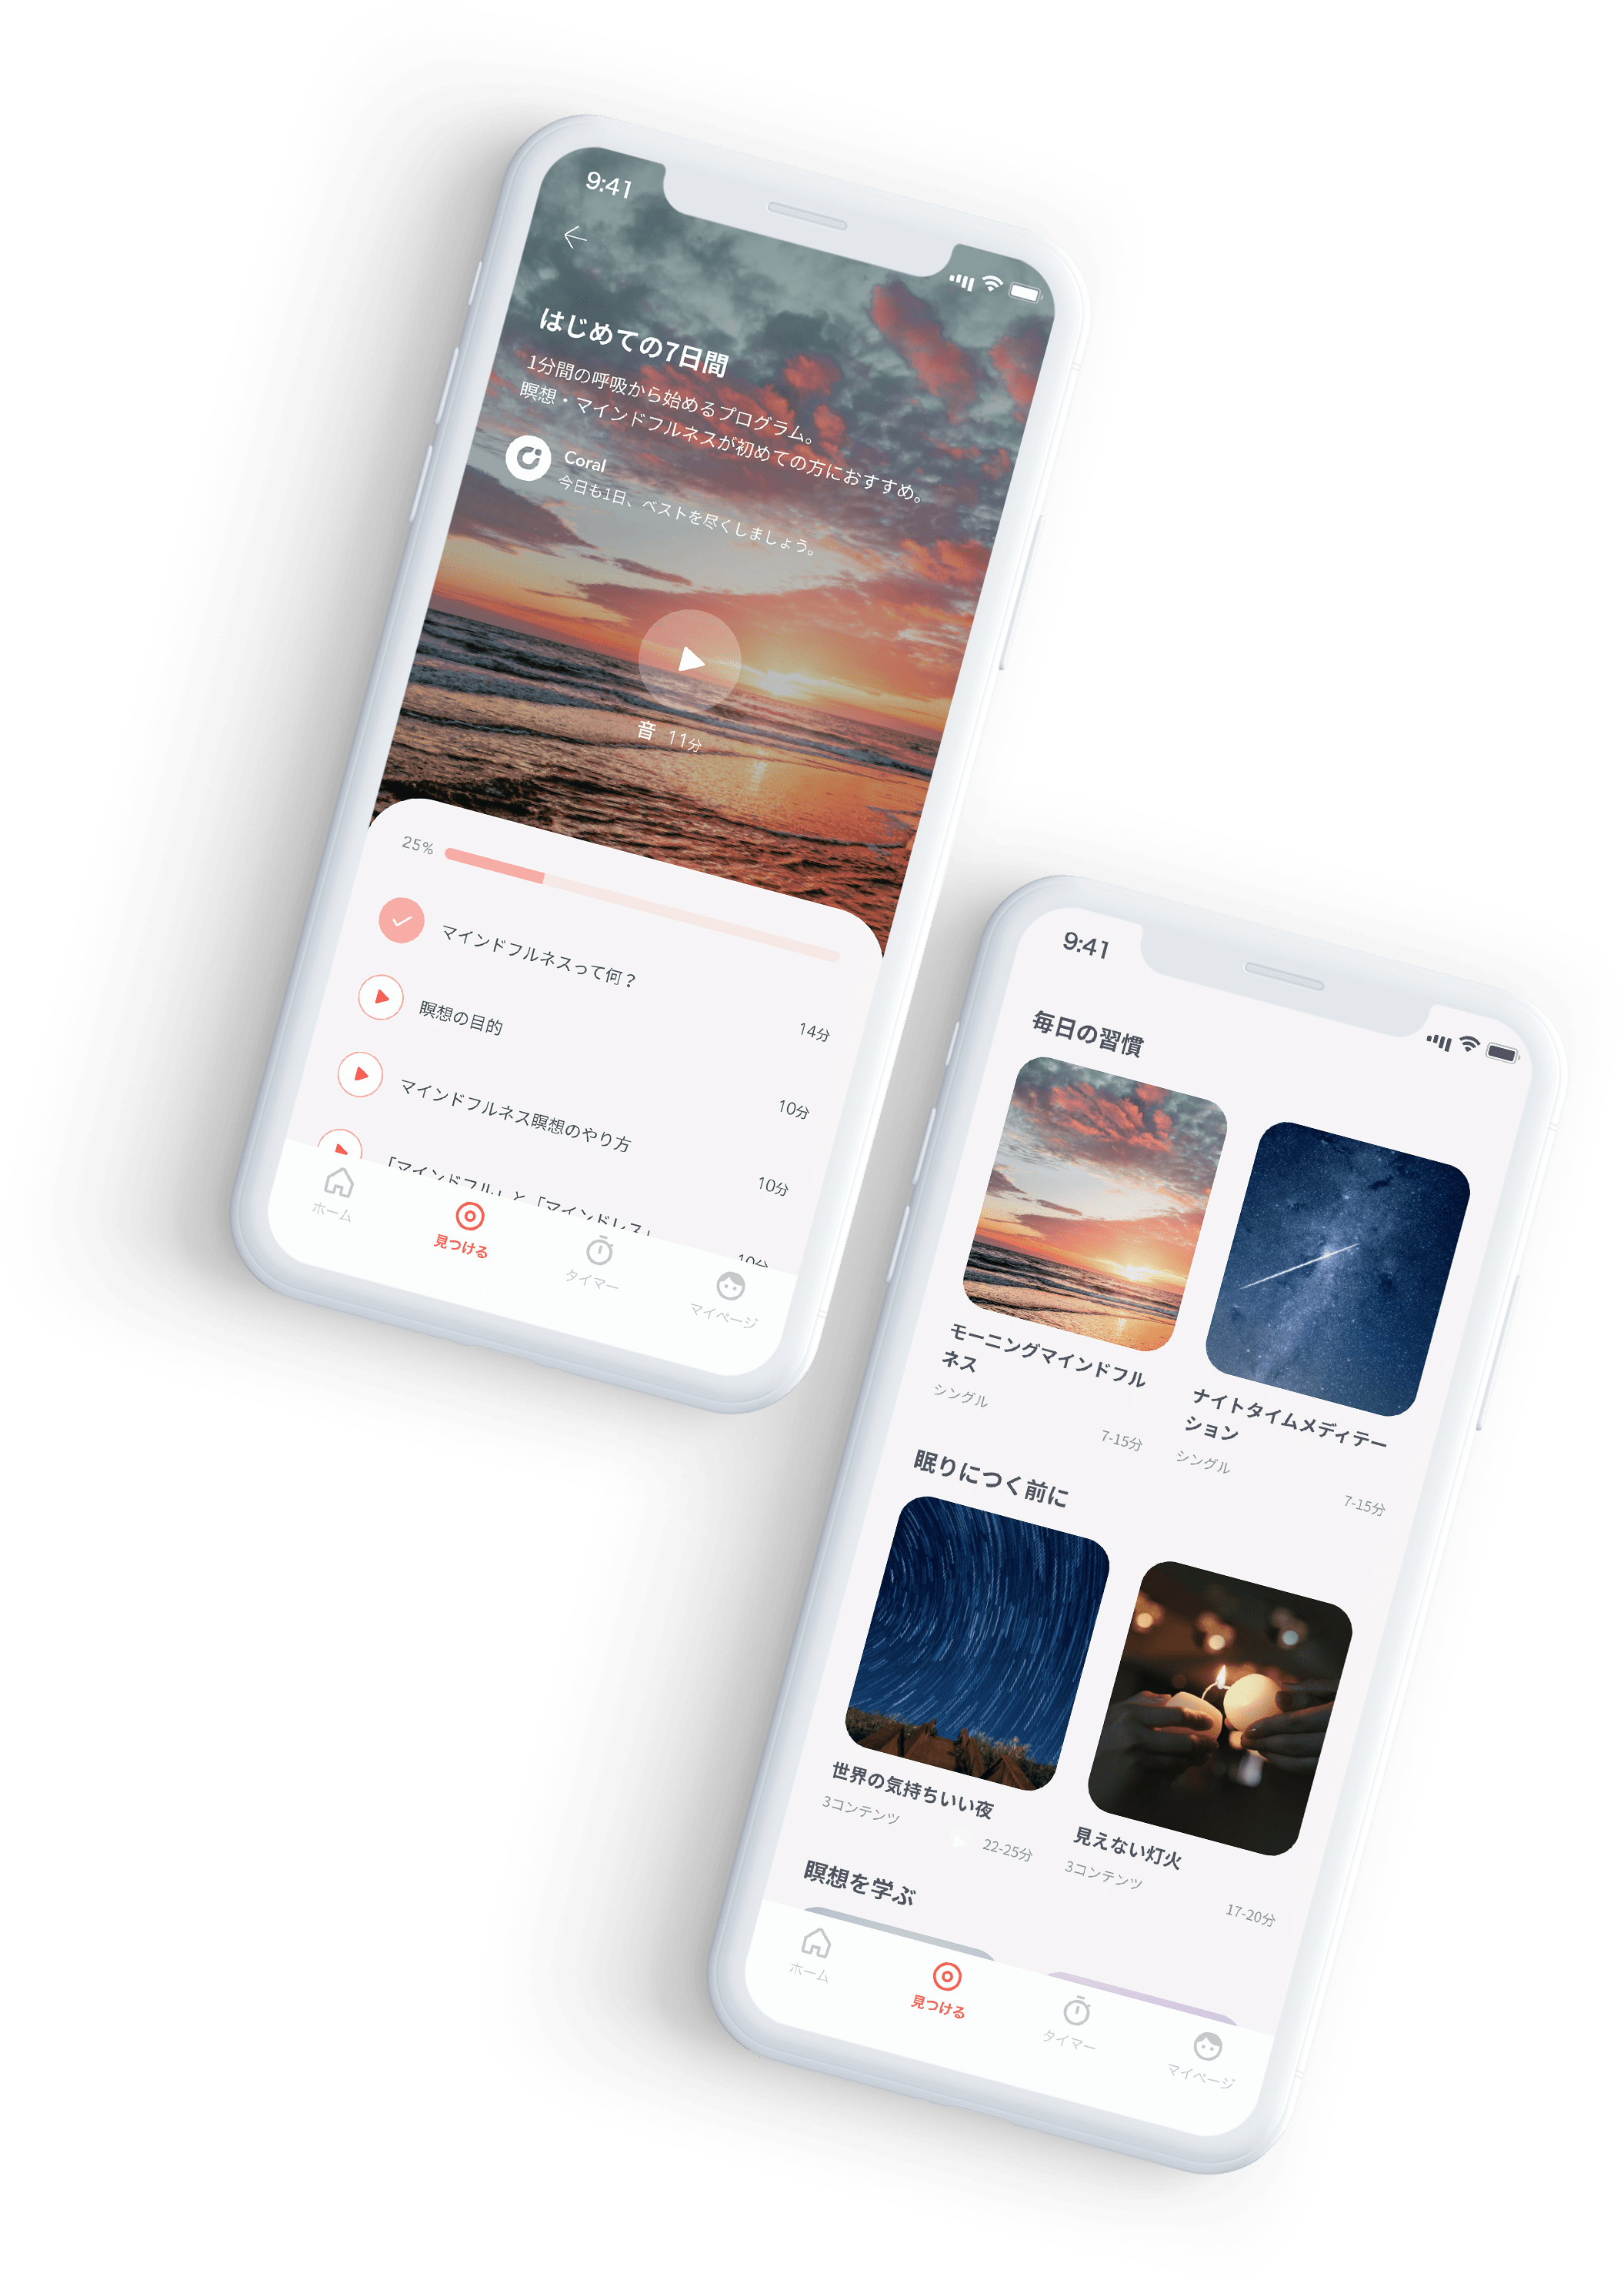 9:41
はじめての7日間
1分間の呼吸から始めるプログラム。
瞑想・マインドフルネスが初めての方におすすめ。
Coral
今日も1日、ベストを尽くしましょう。
音 11分
25%
マインドフルネスって何？
14分
瞑想の目的
10分
マインドフルネス瞑想のやり方
10分
「マインドフル」と「マインドレス」
10分
ホーム
見つける
タイマー
マイページ
9:41
毎日の習慣
モーニングマインドフル
ネス
シングル
7-15分
ナイトタイムメディテー
ション
シングル
7-15分
眠りにつく前に
世界の気持ちいい夜
3コンテンツ
22-25分
見えない灯火
3コンテンツ
17-20分
瞑想を学ぶ
ホーム
見つける
タイマー
マイページ